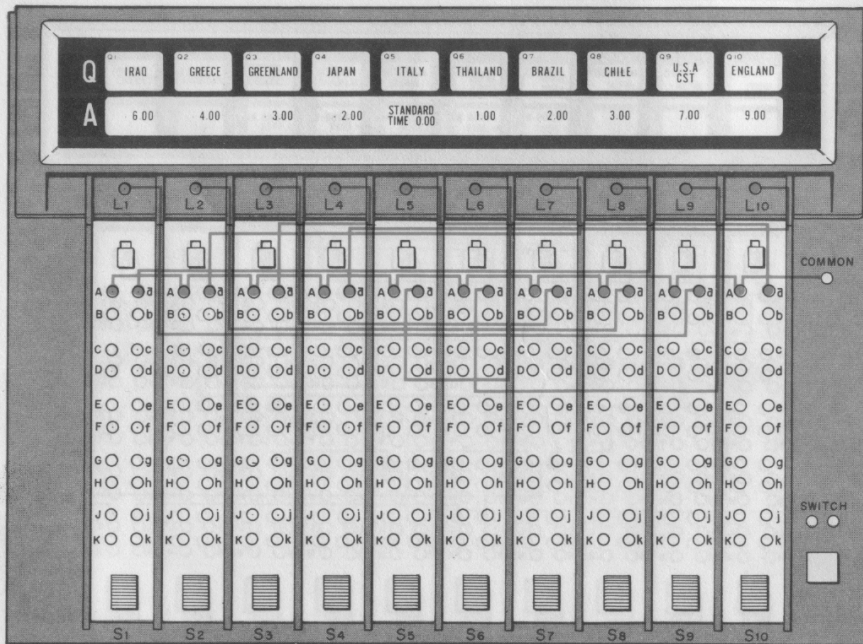 Q Q1 IRAQ Q2 GREECE Q3 GREENLAND Q4 JAPAN Q5 ITALY Q6 THAILAND Q7 BRAZIL Q8 CHILE Q9 U.S.A CST Q10 ENGLAND
A 6.00 4.00 3.00 2.00 STANDARD TIME 0.00 1.00 2.00 3.00 7.00 9.00
L1 L2 L3 L4 L5 L6 L7 L8 L9 L10
COMMON
A a A a A a A a A a A a A a A a A a A a
B b B b B b B b B b B b B b B b B b B b
C c C c C c C c C c C c C c C c C c C c
D d D d D d D d D d D d D d D d D d D d
E e E e E e E e E e E e E e E e E e E e
F f F f F f F f F f F f F f F f F f F f
G g G g G g G g G g G g G g G g G g G g
H h H h H h H h H h H h H h H h H h H h
SWITCH
J j J j J j J j J j J j J j J j J j J j
K k K k K k K k K k K k K k K k K k K k
S1 S2 S3 S4 S5 S6 S7 S8 S9 S10